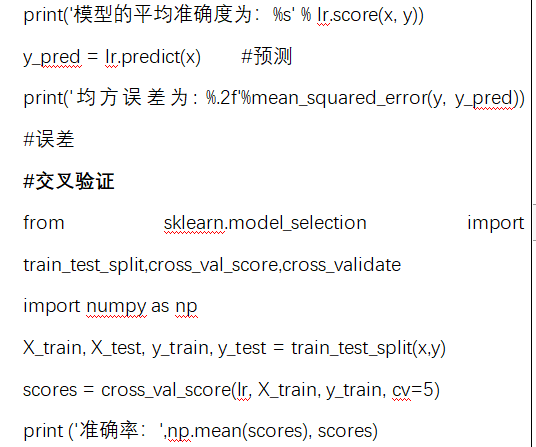 print('模型的平均准确度为：%s' % lr.score(x, y))
y_pred = lr.predict(x) #预测
print('均方误差为：%.2f'%mean_squared_error(y, y_pred))
#误差
#交叉验证
from sklearn.model_selection import
train_test_split,cross_val_score,cross_validate
import numpy as np
X_train, X_test, y_train, y_test = train_test_split(x,y)
scores = cross_val_score(lr, X_train, y_train, cv=5)
print ('准确率：',np.mean(scores), scores)